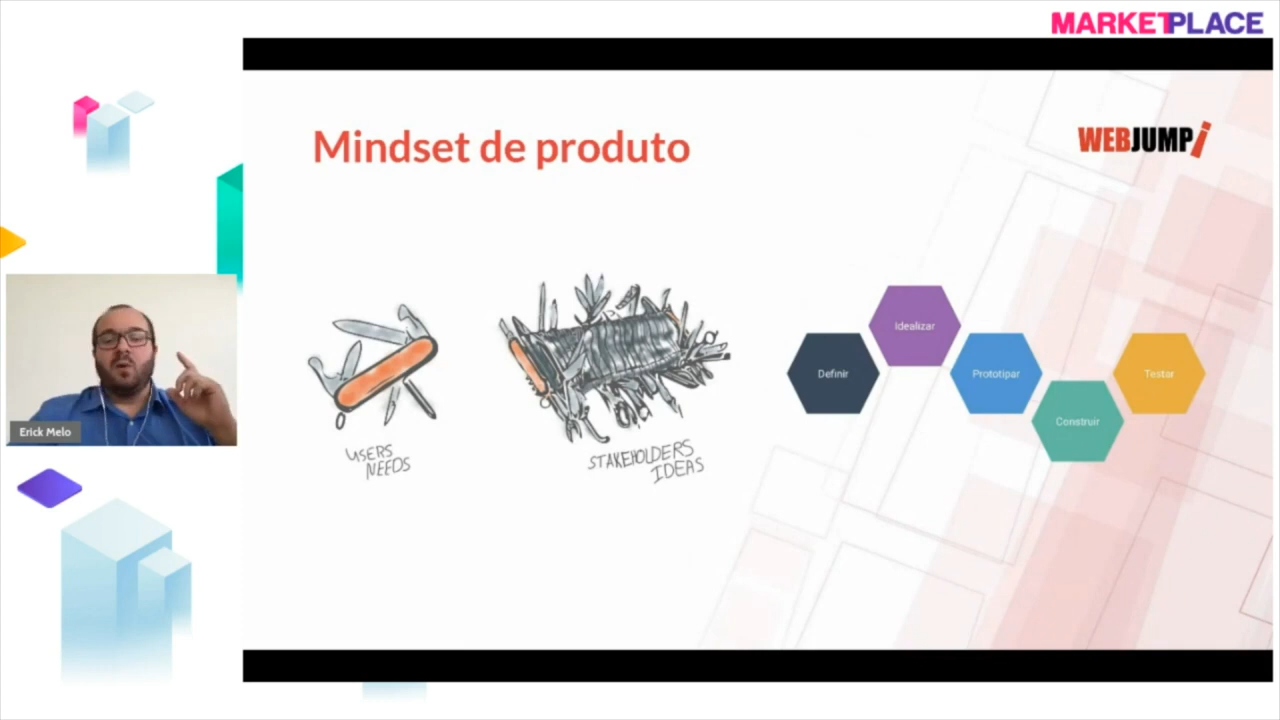 MARKETPLACE
Mindset de produto
WEBJUMP!
Idealizar
Definir
Prototipar
Testar
Construir
Erick Melo
USERS
NEEDS
STAKEHOLDERS
IDEAS